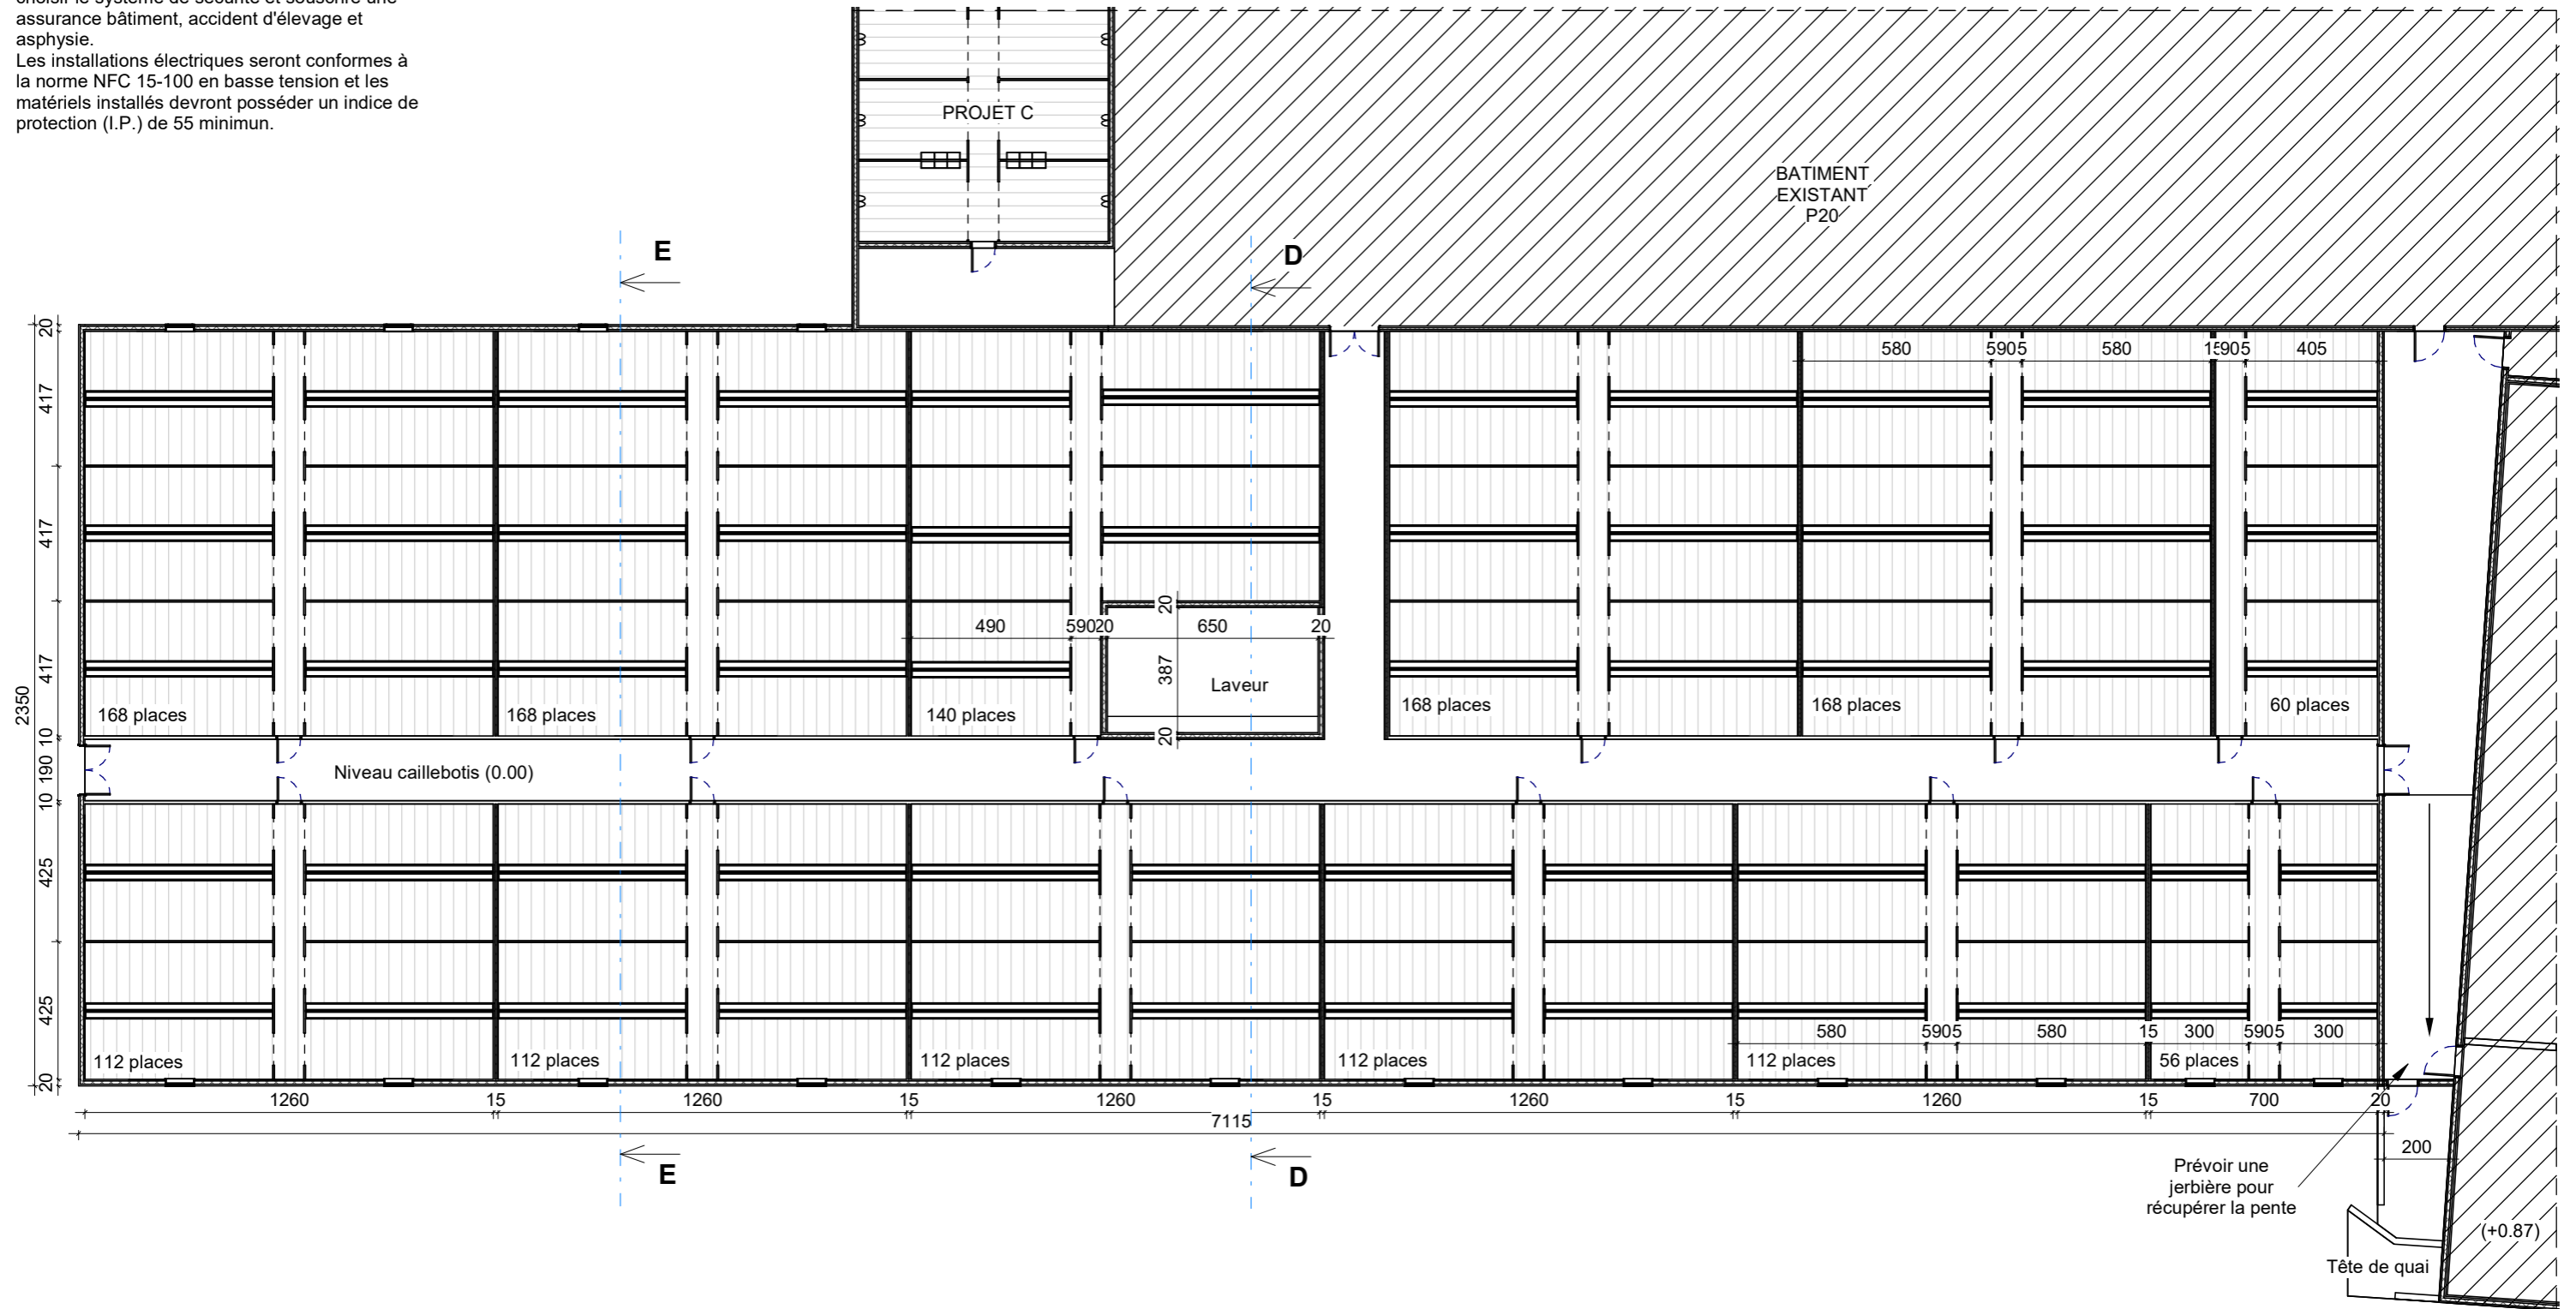 assurance bâtiment, accident d'élevage et
asphysie.
Les installations électriques seront conformes à
la norme NFC 15-100 en basse tension et les
matériels installés devront posséder un indice de
protection (I.P.) de 55 minimun.
PROJET C
BATIMENT
EXISTANT
P20
E
D
20
417
417
417
2350
10
190
10
425
425
20
580
5905
580
405
490
59020
20
650
20
387
20
Laveur
168 places
168 places
140 places
168 places
168 places
60 places
Niveau caillebotis (0.00)
580
5905
580
15
300
5905
300
112 places
112 places
112 places
112 places
112 places
56 places
1260
15
1260
15
1260
15
1260
15
1260
15
700
20
7115
200
E
D
Prévoir une
jerbière pour
récupérer la pente
(+0.87)
Tête de quai